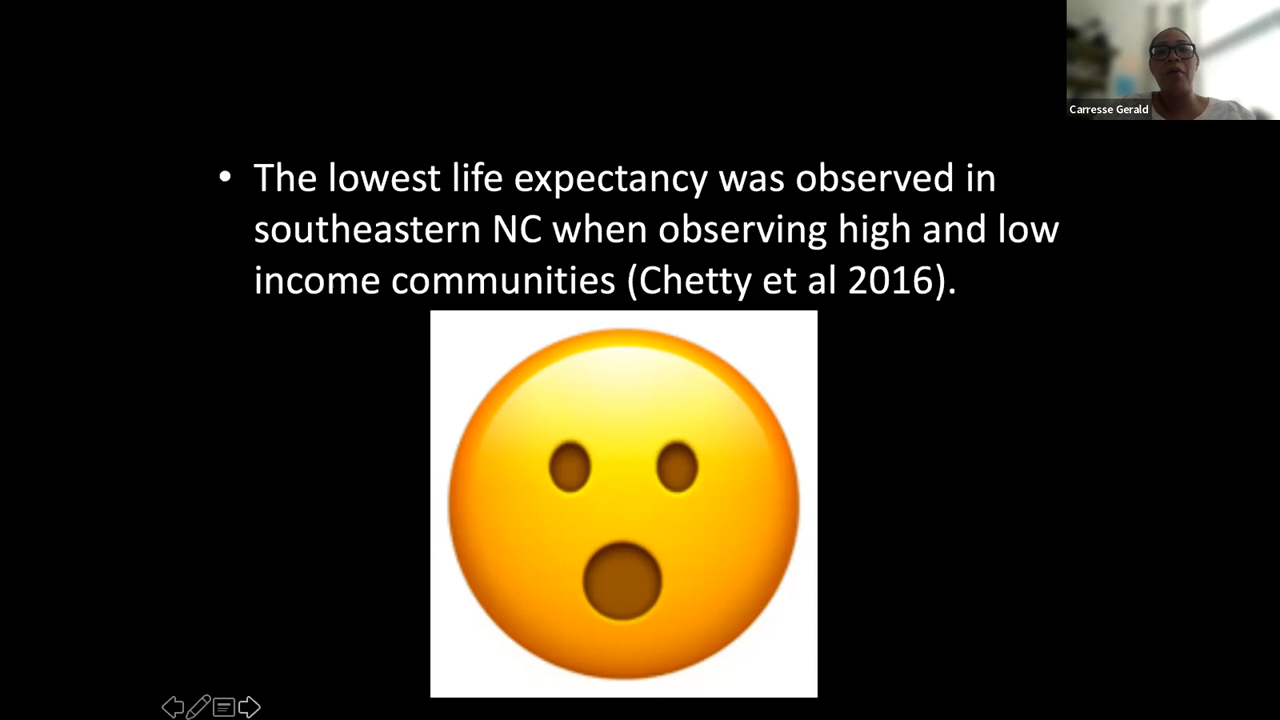 Carresse Gerald
• The lowest life expectancy was observed in
southeastern NC when observing high and low
income communities (Chetty et al 2016).